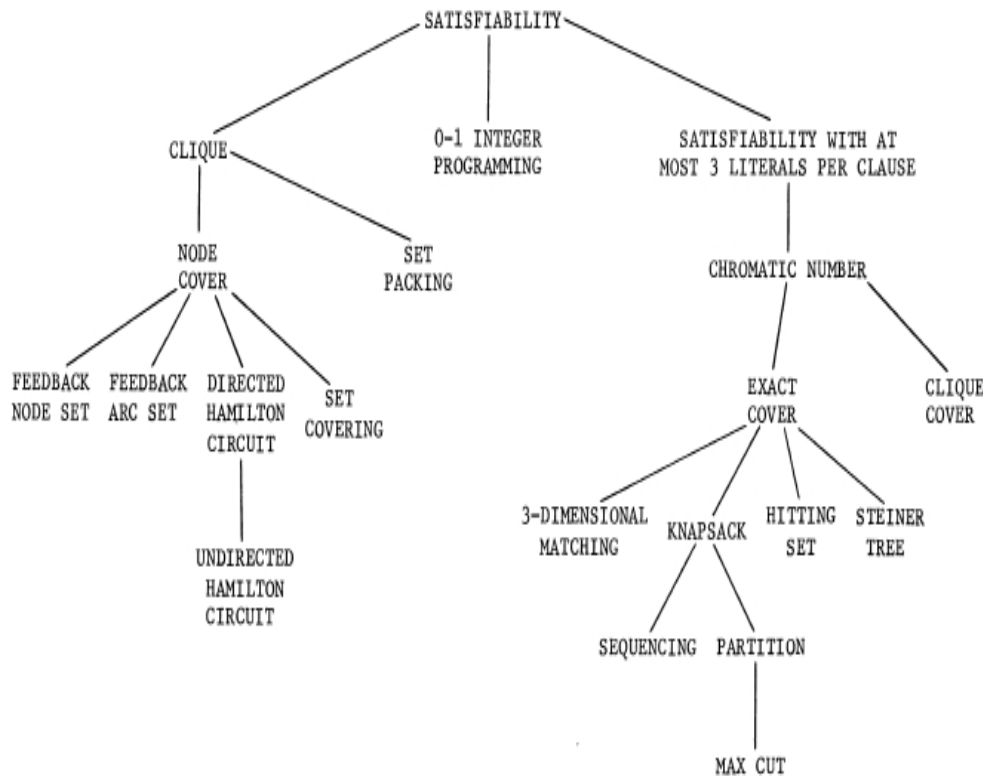 SATISFIABILITY
CLIQUE
0-1 INTEGER
PROGRAMMING
SATISFIABILITY WITH AT
MOST 3 LITERALS PER CLAUSE
NODE
COVER
SET
PACKING
CHROMATIC NUMBER
FEEDBACK
NODE SET
FEEDBACK
ARC SET
DIRECTED
HAMILTON
CIRCUIT
SET
COVERING
EXACT
COVER
CLIQUE
COVER
3-DIMENSIONAL
MATCHING
KNAPSACK
HITTING
SET
STEINER
TREE
UNDIRECTED
HAMILTON
CIRCUIT
SEQUENCING
PARTITION
MAX CUT